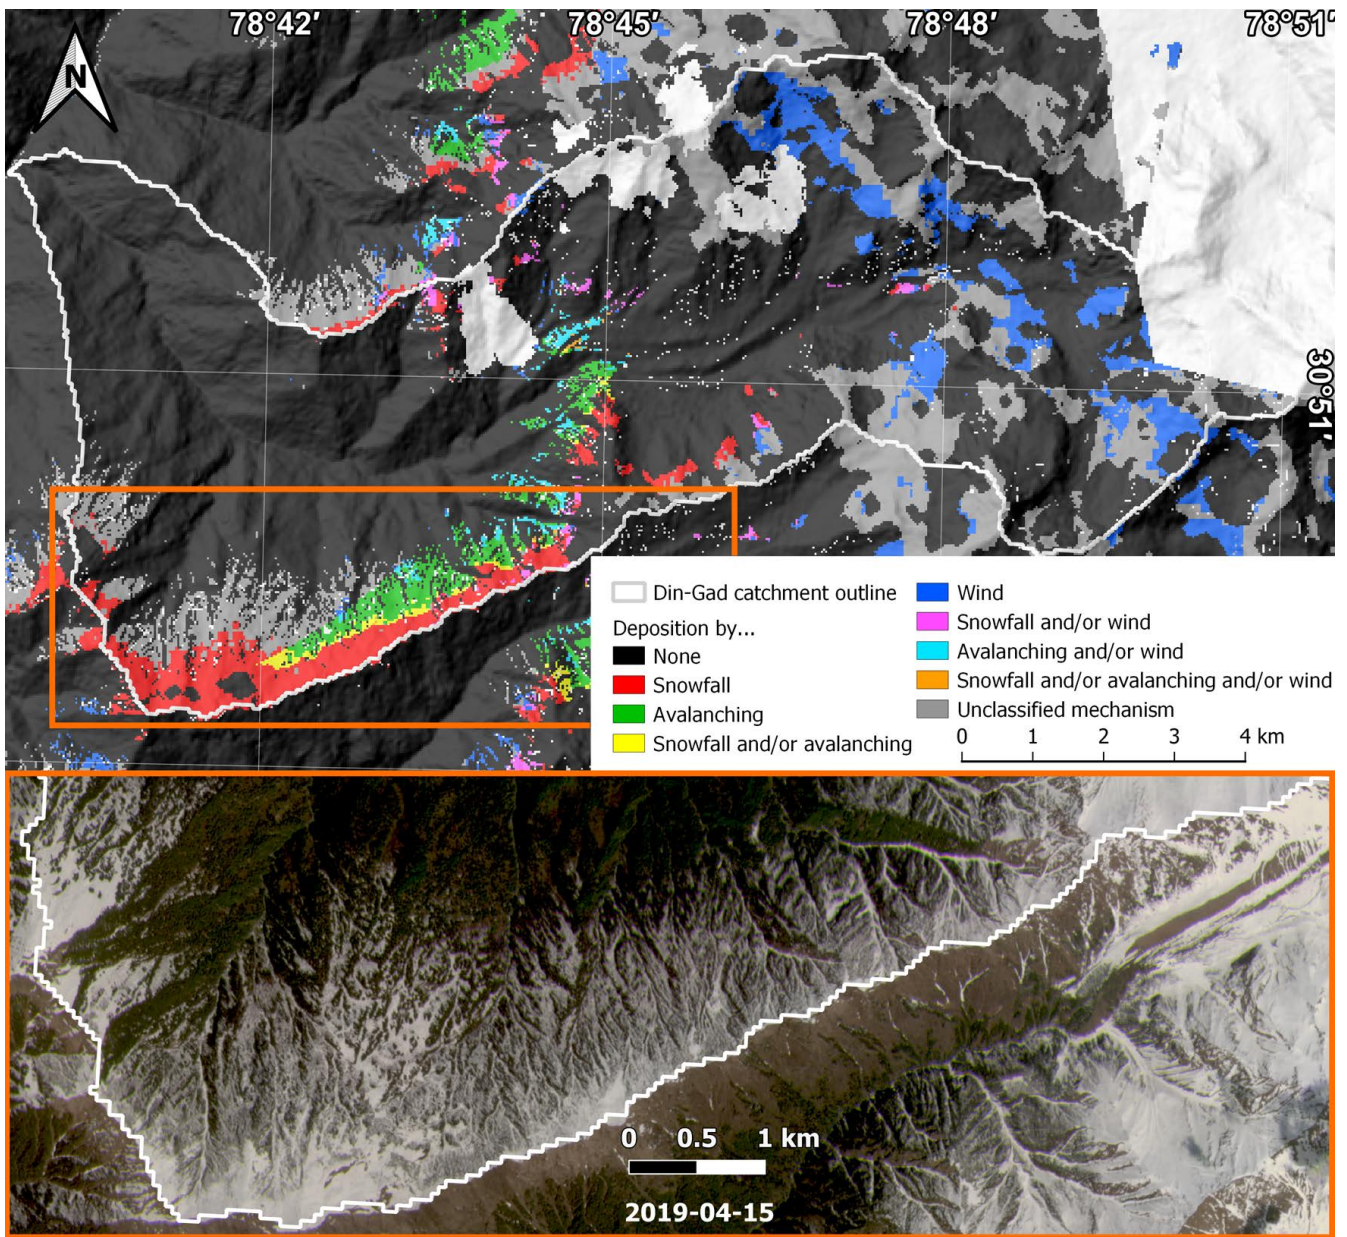 78°42′ 78°45′ 78°48′ 78°51′
N
30°51′
Din-Gad catchment outline
Deposition by...
None
Snowfall
Avalanching
Snowfall and/or avalanching
Wind
Snowfall and/or wind
Avalanching and/or wind
Snowfall and/or avalanching and/or wind
Unclassified mechanism
0 1 2 3 4 km
0 0.5 1 km
2019-04-15